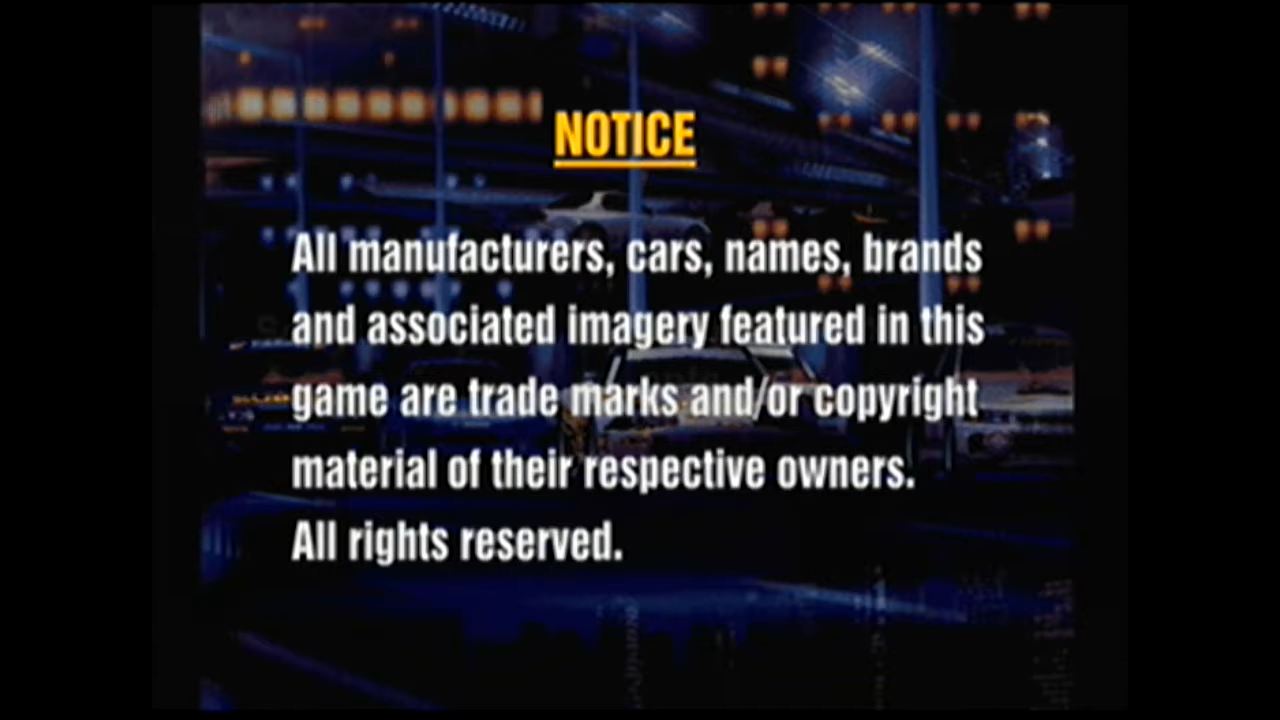 NOTICE
All manufacturers, cars, names, brands
and associated imagery featured in this
game are trade marks and/or copyright
material of their respective owners.
All rights reserved.